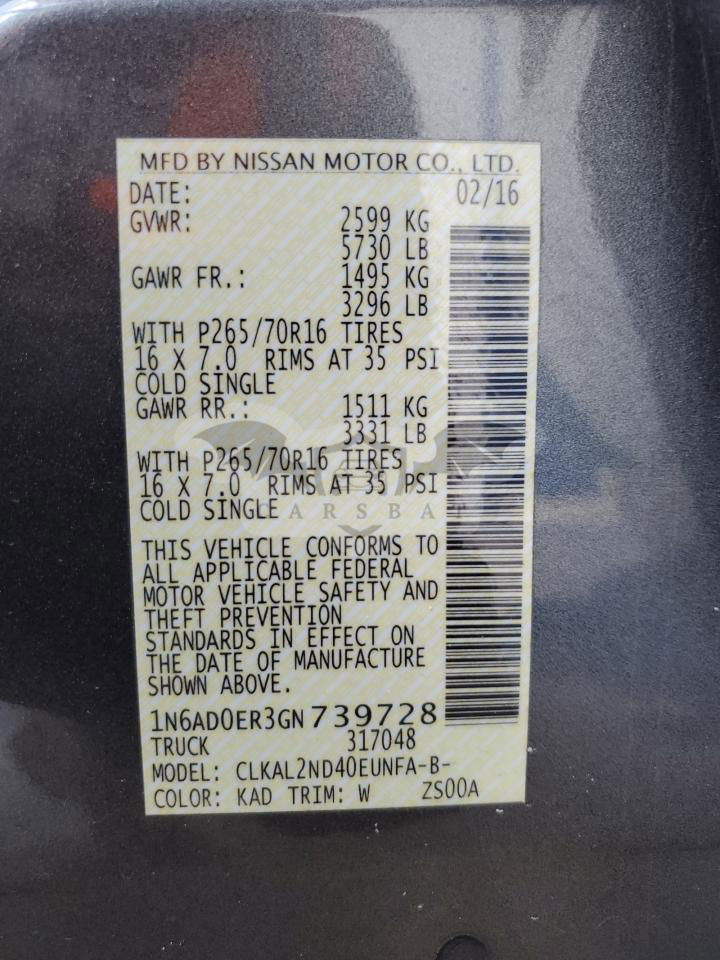 MFD BY NISSAN MOTOR CO., LTD.
DATE: 02/16
GVWR: 2599 KG
5730 LB
GAWR FR.: 1495 KG
3296 LB
WITH P265/70R16 TIRES
16 X 7.0 RIMS AT 35 PSI
COLD SINGLE
GAWR RR.: 1511 KG
3331 LB
WITH P265/70R16 TIRES
16 X 7.0 RIMS AT 35 PSI
COLD SINGLE
CARSBAT
THIS VEHICLE CONFORMS TO
ALL APPLICABLE FEDERAL
MOTOR VEHICLE SAFETY AND
THEFT PREVENTION
STANDARDS IN EFFECT ON
THE DATE OF MANUFACTURE
SHOWN ABOVE.
1N6AD0ER3GN739728
TRUCK 317048
MODEL: CLKAL2ND40EUNFA-B-
COLOR: KAD TRIM: W ZS00A